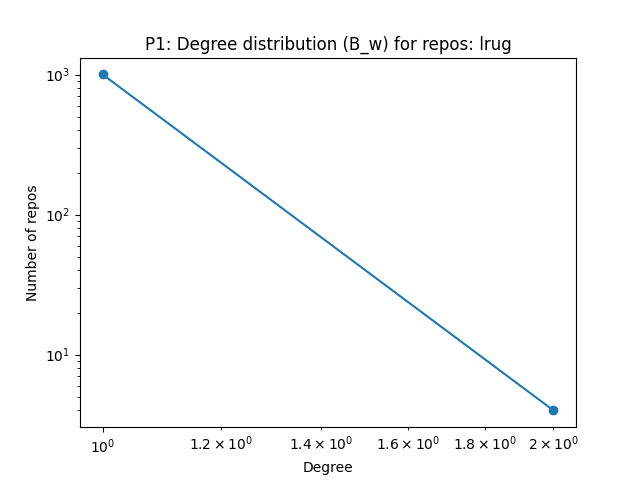 P1: Degree distribution (B_w) for repos: lrug
Number of repos
10³
10²
10¹
10⁰
1.2 × 10⁰
1.4 × 10⁰
1.6 × 10⁰
1.8 × 10⁰
2 × 10⁰
Degree